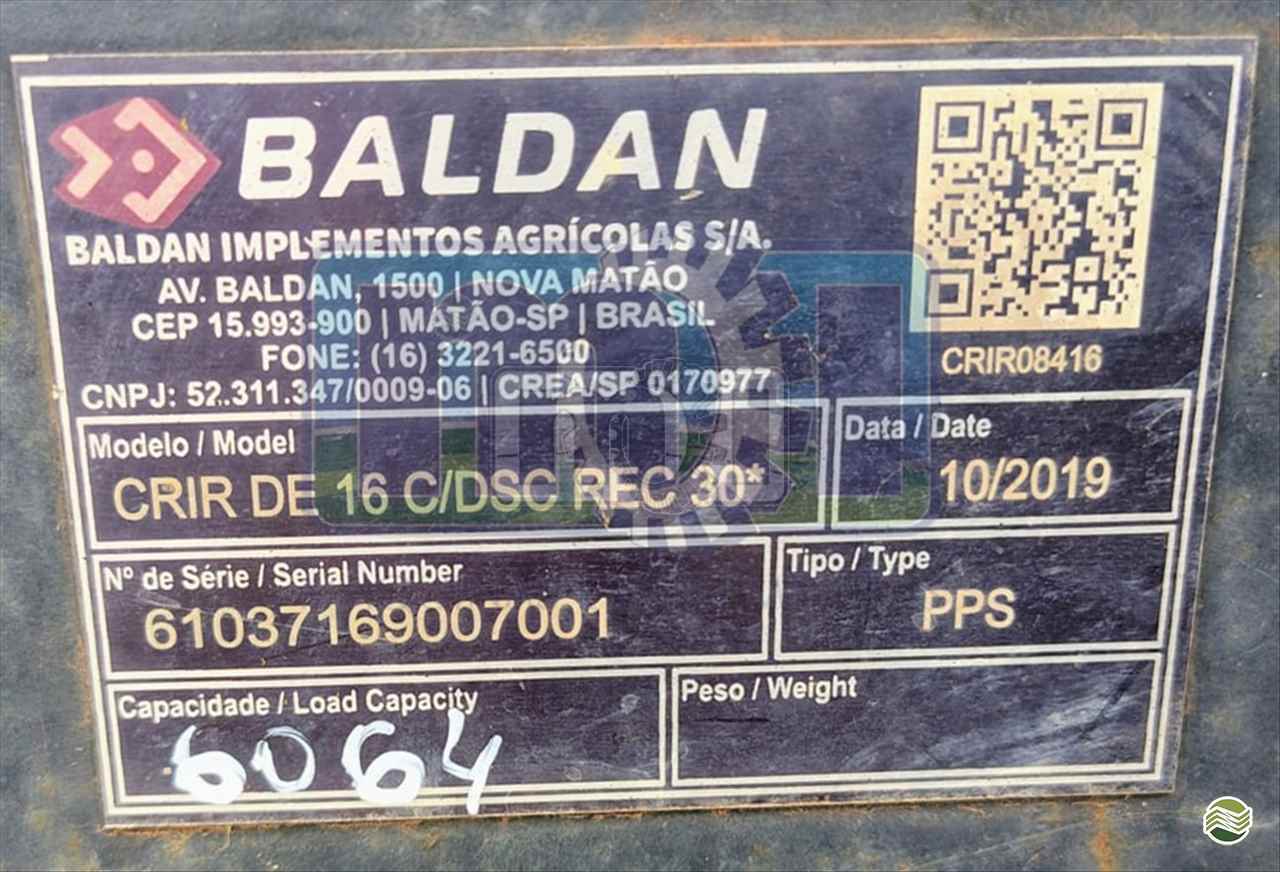 BALDAN
BALDAN IMPLEMENTOS AGRÍCOLAS S/A.
AV. BALDAN, 1500 | NOVA MATÃO
CEP 15.993-900 | MATÃO-SP | BRASIL
FONE: (16) 3221-6500
CNPJ: 52.311.347/0009-06 | CREA/SP 0170977
CRIR08416
Modelo / Model
CRIR DE 16 C/DSC REC 30*
Data / Date
10/2019
Nº de Série / Serial Number
61037169007001
Tipo / Type
PPS
Capacidade / Load Capacity
6064
Peso / Weight